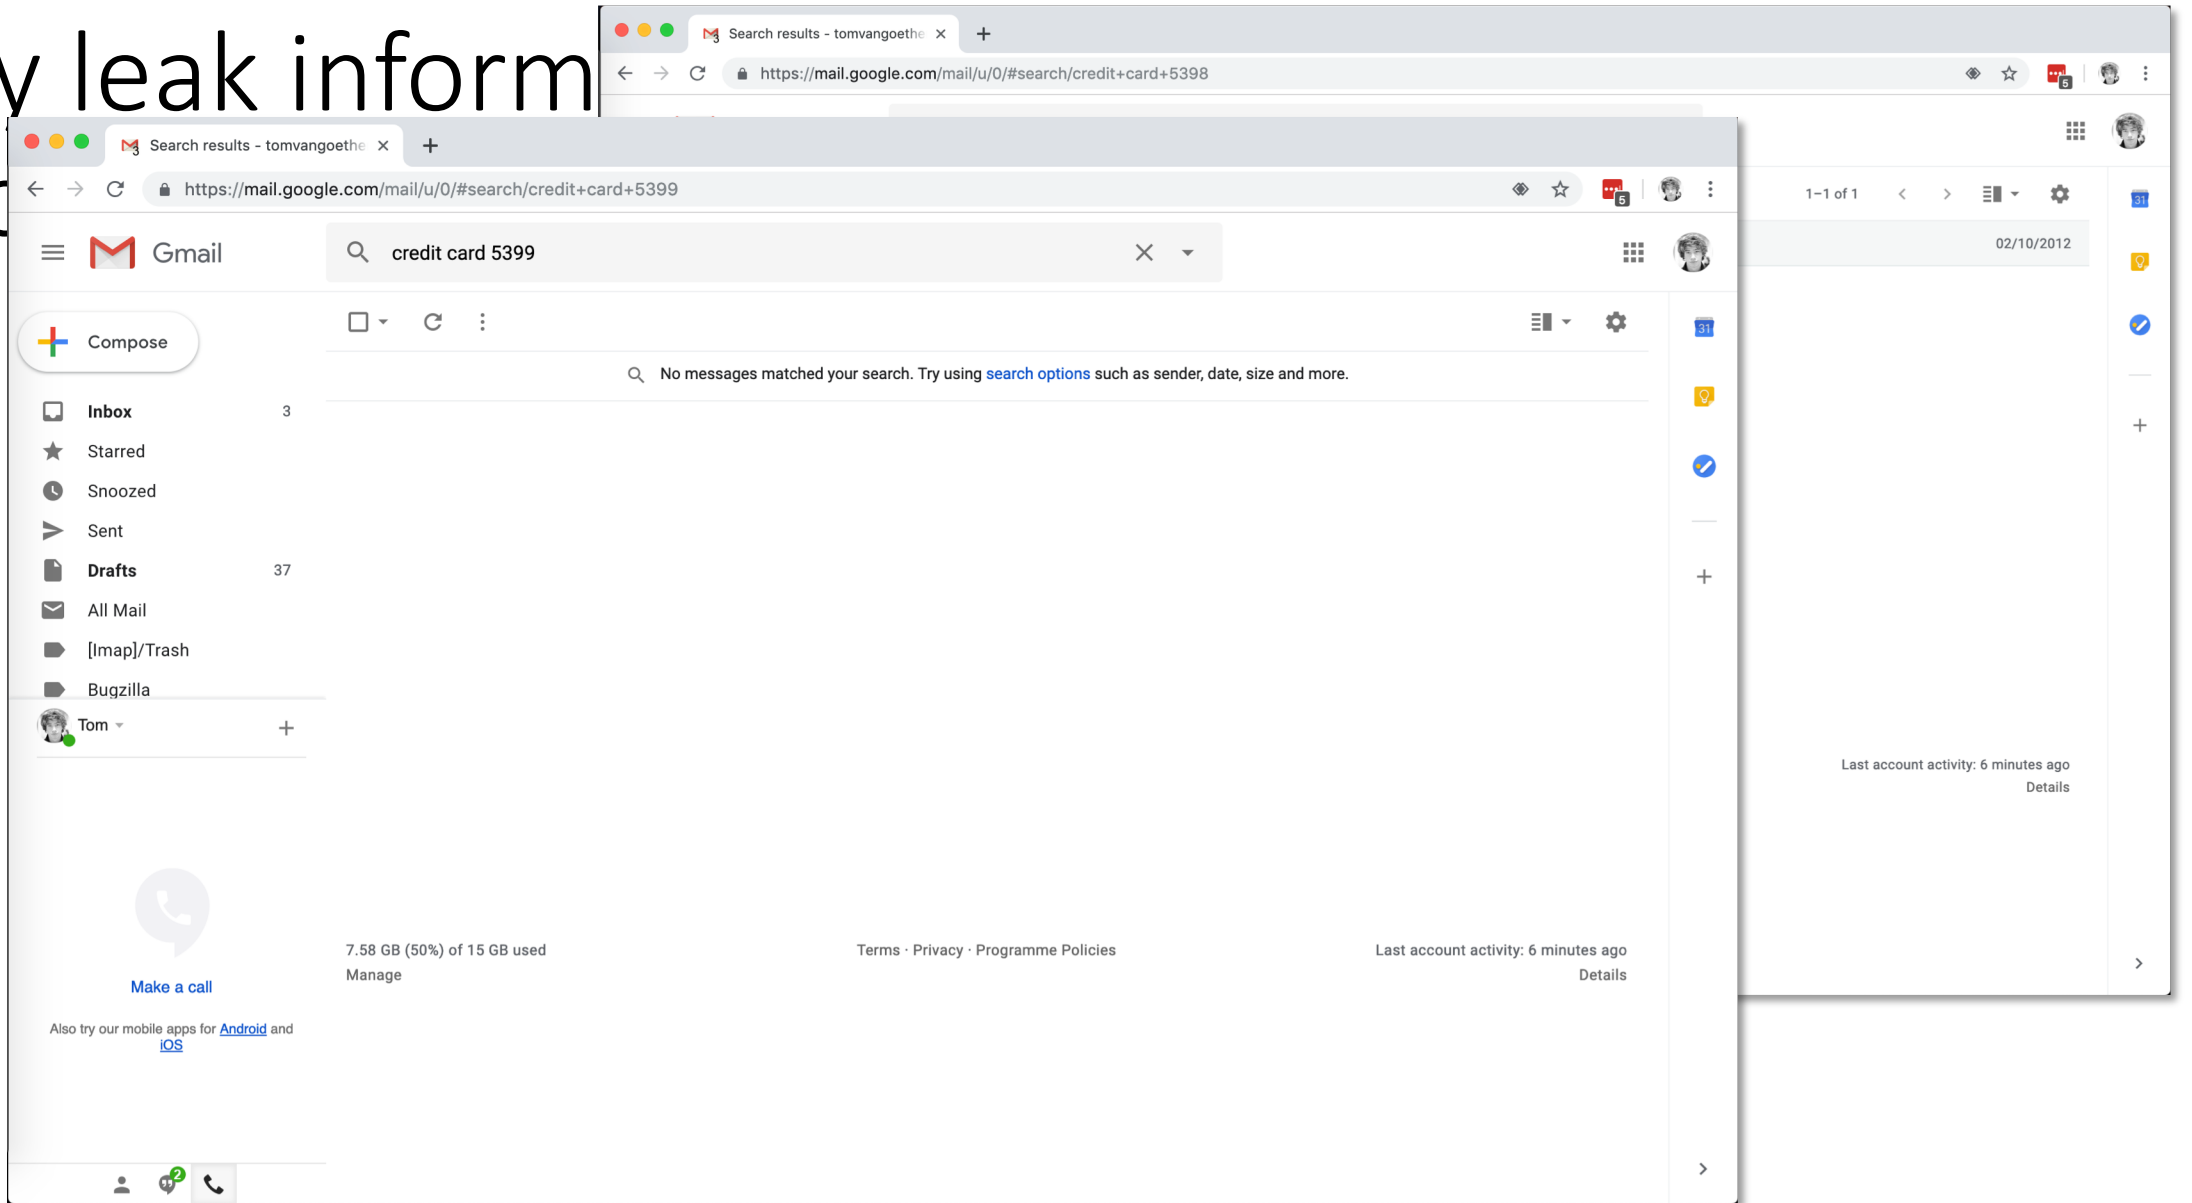 y leak inform
Search results - tomvangoethe
https://mail.google.com/mail/u/0/#search/credit+card+5398
1–1 of 1
31
02/10/2012
Last account activity: 6 minutes ago
Details
Search results - tomvangoethe
https://mail.google.com/mail/u/0/#search/credit+card+5399
5
Gmail
credit card 5399
Compose
No messages matched your search. Try using search options such as sender, date, size and more.
31
Inbox 3
Starred
Snoozed
Sent
Drafts 37
All Mail
[Imap]/Trash
Bugzilla
Tom
7.58 GB (50%) of 15 GB used
Manage
Terms · Privacy · Programme Policies
Last account activity: 6 minutes ago
Details
Make a call
Also try our mobile apps for Android and
iOS
2